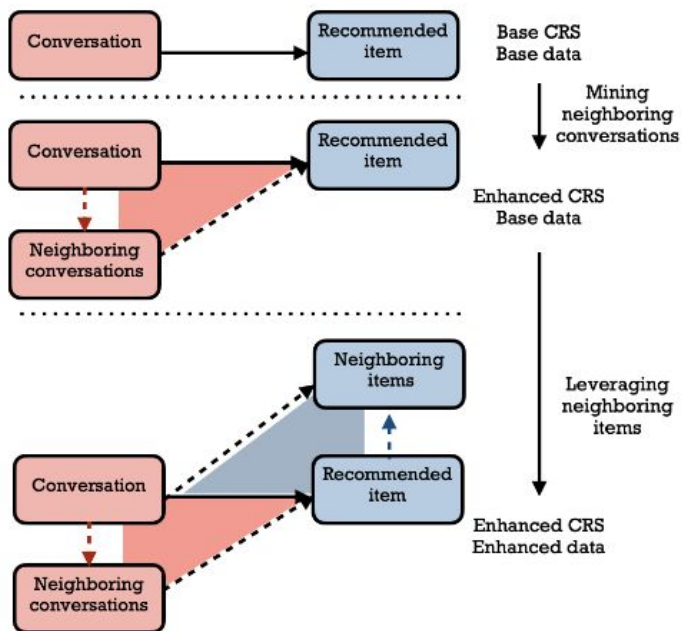 Conversation
Recommended
item
Base CRS
Base data
Mining
neighboring
conversations
Conversation
Recommended
item
Neighboring
conversations
Enhanced CRS
Base data
Neighboring
items
Leveraging
neighboring
items
Conversation
Recommended
item
Neighboring
conversations
Enhanced CRS
Enhanced data